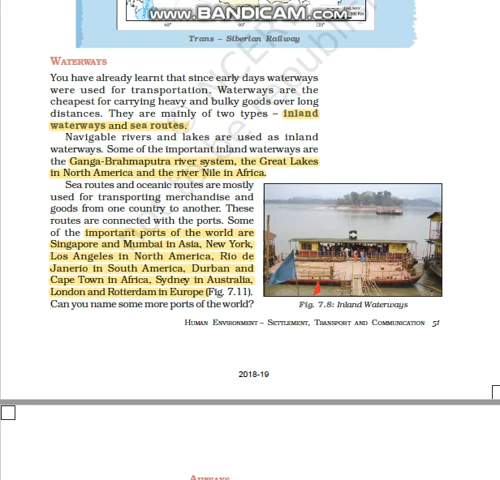 www.BANDICAM.com
Trans – Siberian Railway
WATERWAYS
You have already learnt that since early days waterways
were used for transportation. Waterways are the
cheapest for carrying heavy and bulky goods over long
distances. They are mainly of two types – inland
waterways and sea routes.
Navigable rivers and lakes are used as inland
waterways. Some of the important inland waterways are
the Ganga-Brahmaputra river system, the Great Lakes
in North America and the river Nile in Africa.
Sea routes and oceanic routes are mostly
used for transporting merchandise and
goods from one country to another. These
routes are connected with the ports. Some
of the important ports of the world are
Singapore and Mumbai in Asia, New York,
Los Angeles in North America, Rio de
Janerio in South America, Durban and
Cape Town in Africa, Sydney in Australia,
London and Rotterdam in Europe (Fig. 7.11).
Can you name some more ports of the world?
Fig. 7.8: Inland Waterways
HUMAN ENVIRONMENT – SETTLEMENT, TRANSPORT AND COMMUNICATION 51
2018-19